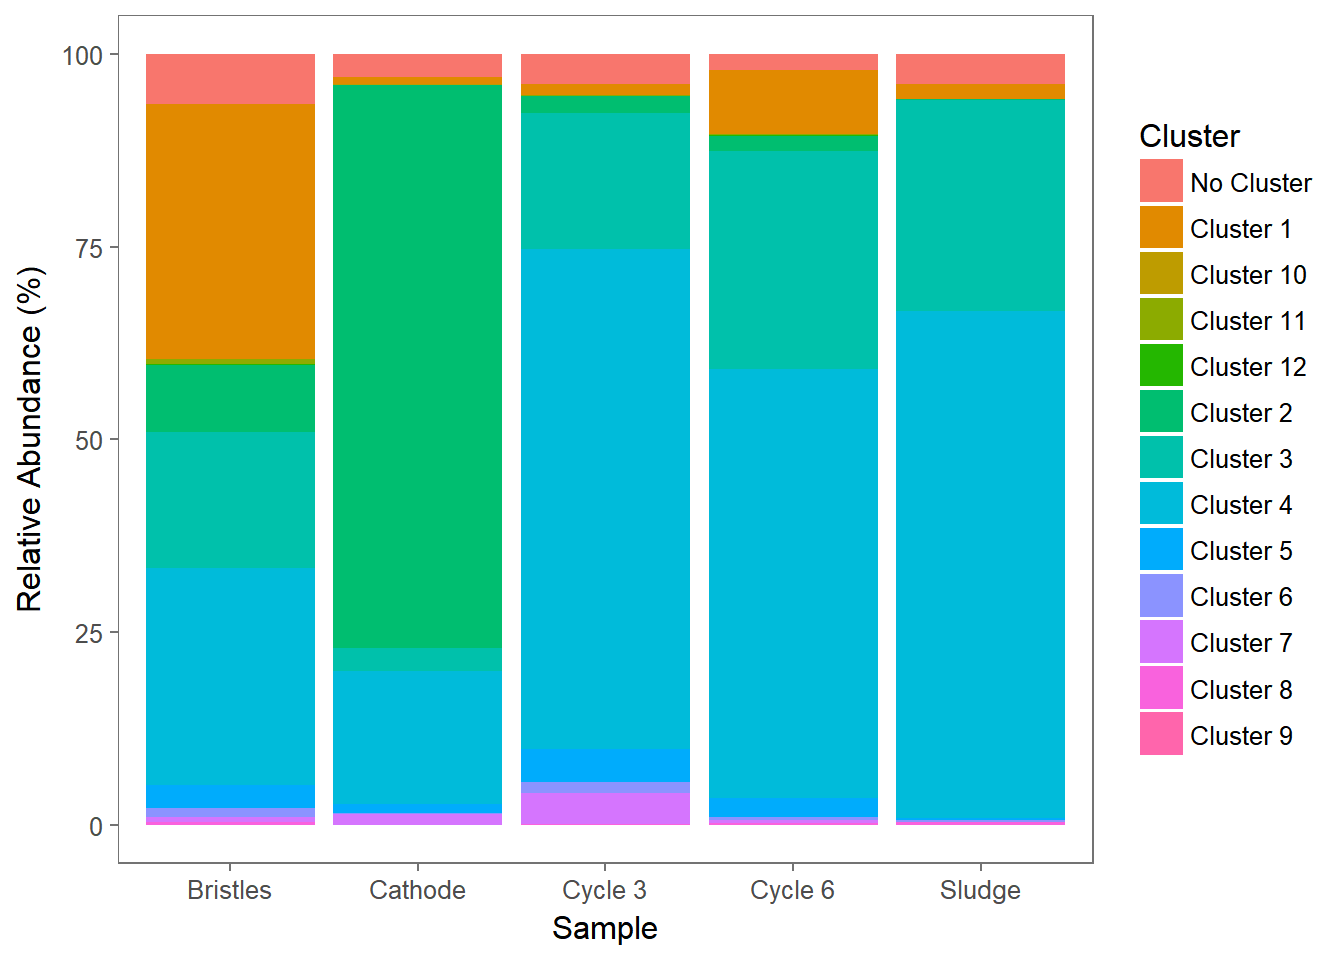 Relative Abundance (%)
100
75
50
25
0
Bristles
Cathode
Cycle 3
Cycle 6
Sludge
Sample
Cluster
No Cluster
Cluster 1
Cluster 10
Cluster 11
Cluster 12
Cluster 2
Cluster 3
Cluster 4
Cluster 5
Cluster 6
Cluster 7
Cluster 8
Cluster 9